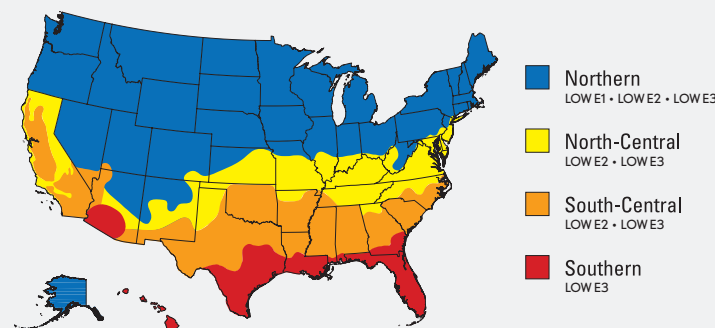 Northern
LOW E1 • LOW E2 • LOW E3
North-Central
LOW E2 • LOW E3
South-Central
LOW E2 • LOW E3
Southern
LOW E3